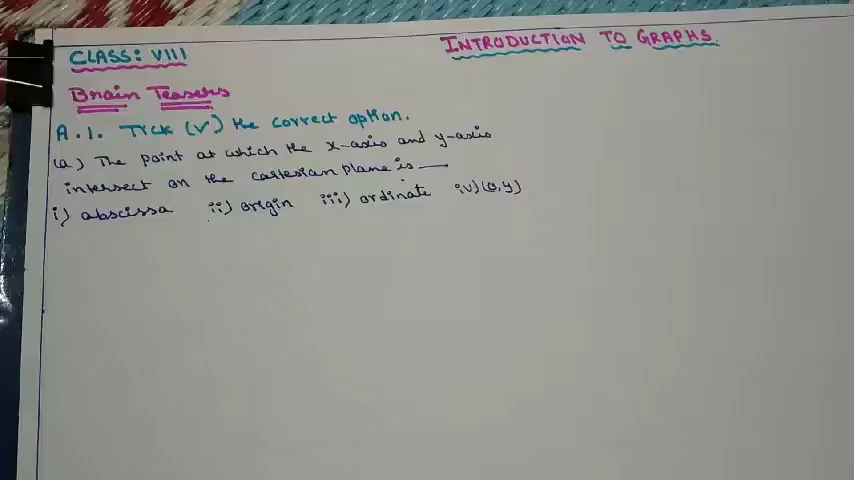 CLASS: VIII
INTRODUCTION TO GRAPHS.
Brain Teasers
A.1. Tick (√) the correct option.
(a) The point at which the x-axis and y-axis
intersect on the cartesian plane is —
i) abscissa ii) origin iii) ordinate iv) (0,y)